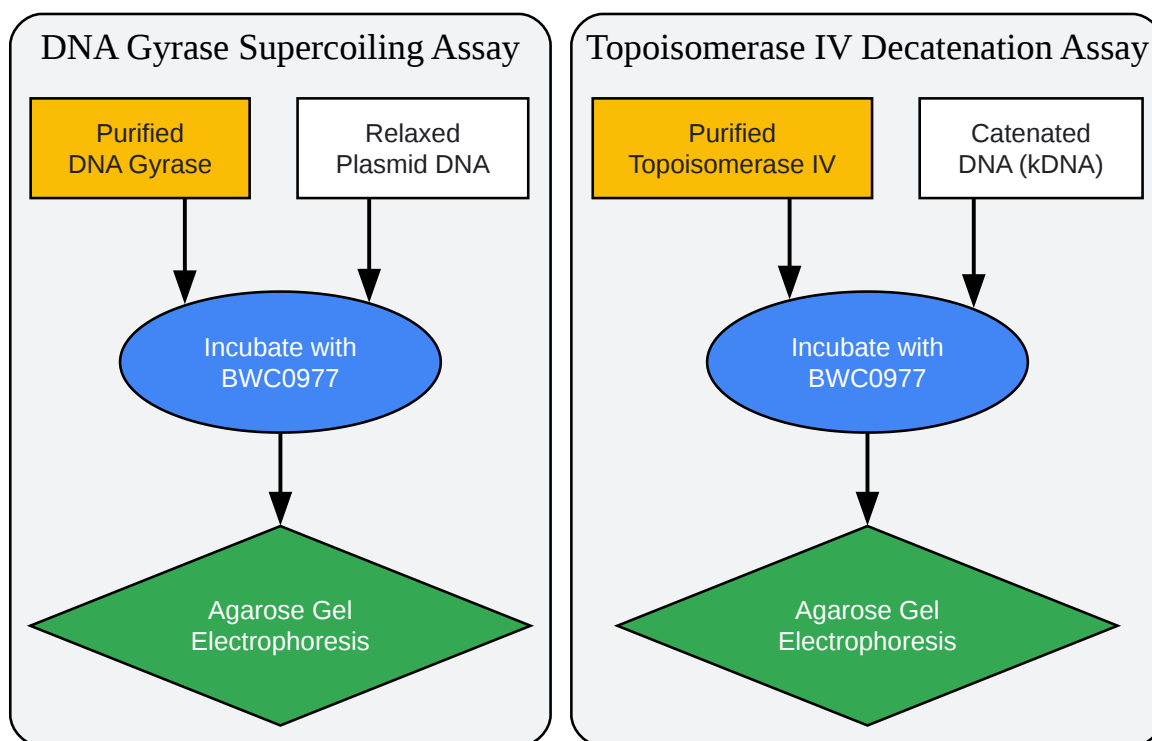 DNA Gyrase Supercoiling Assay
Purified
DNA Gyrase
Relaxed
Plasmid DNA
Incubate with
BWC0977
Agarose Gel
Electrophoresis
Topoisomerase IV Decatenation Assay
Purified
Topoisomerase IV
Catenated
DNA (kDNA)
Incubate with
BWC0977
Agarose Gel
Electrophoresis